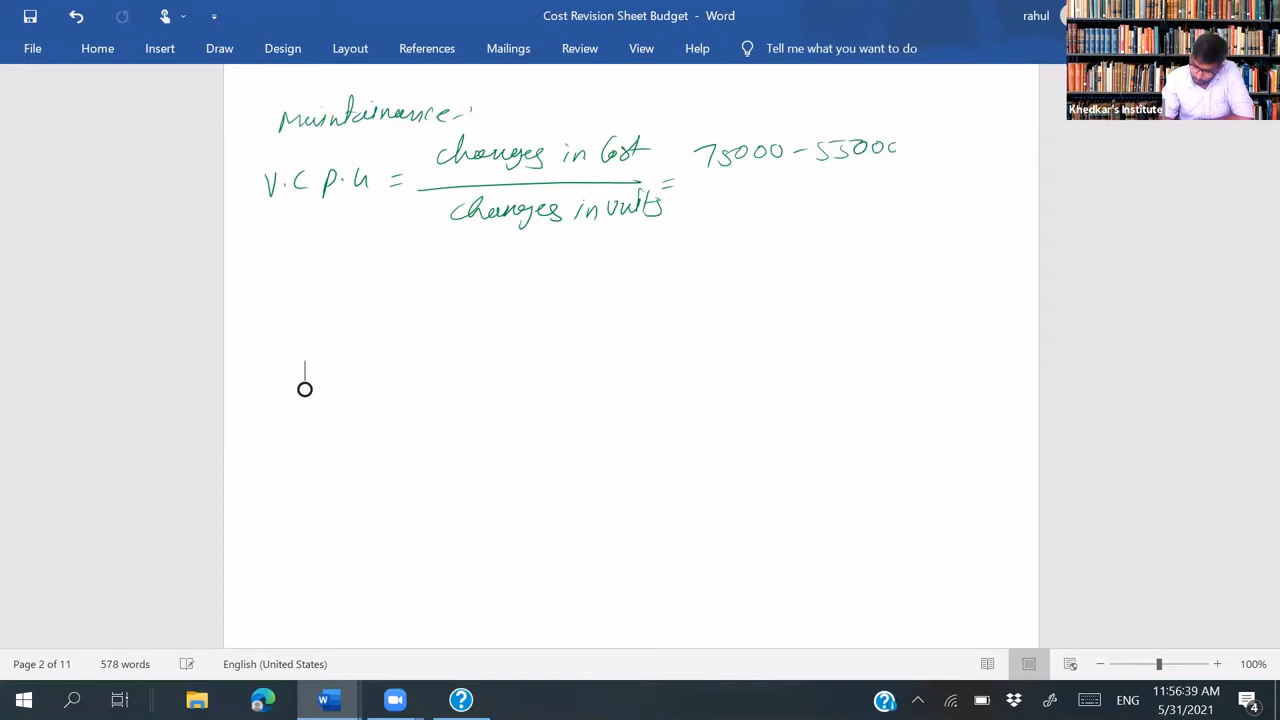 Cost Revision Sheet Budget - Word
rahul
File Home Insert Draw Design Layout References Mailings Review View Help Tell me what you want to do
Khedkar's Institute
Maintainance :
V.C p.u = changes in Cost / changes in units = 75000 - 55000
Page 2 of 11 578 words English (United States) 100%
ENG
11:56:39 AM
5/31/2021
4